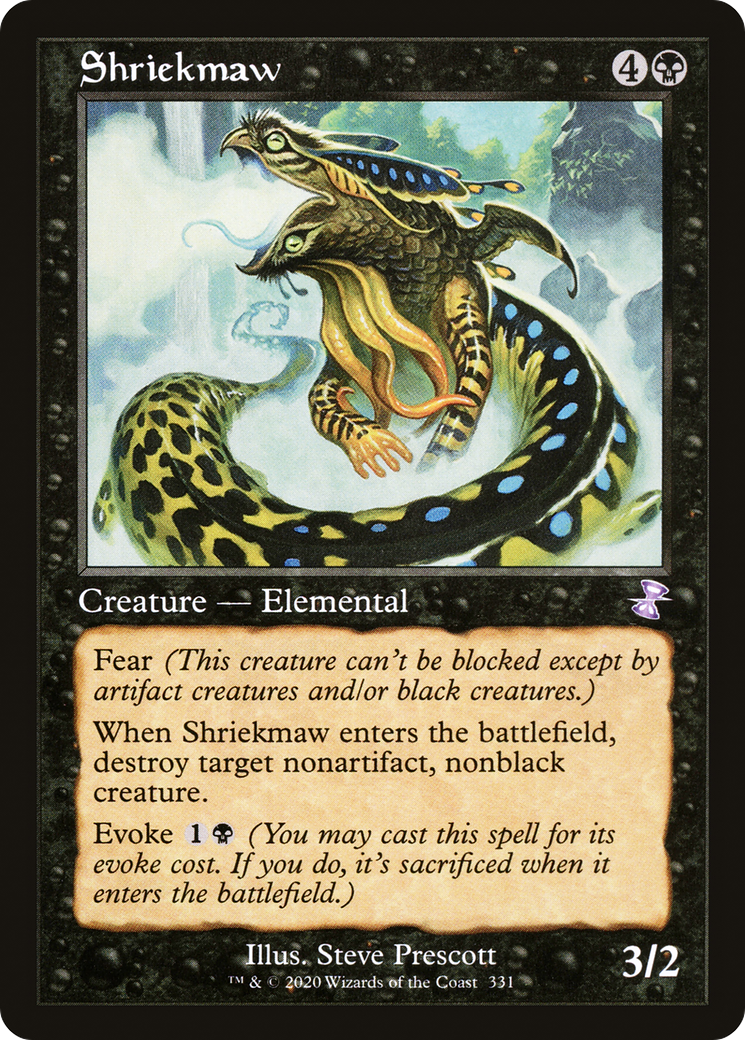 Shriekmaw 4
Creature — Elemental
Fear (This creature can't be blocked except by
artifact creatures and/or black creatures.)
When Shriekmaw enters the battlefield,
destroy target nonartifact, nonblack
creature.
Evoke 1 (You may cast this spell for its
evoke cost. If you do, it's sacrificed when it
enters the battlefield.)
Illus. Steve Prescott
™ & © 2020 Wizards of the Coast 331
3/2